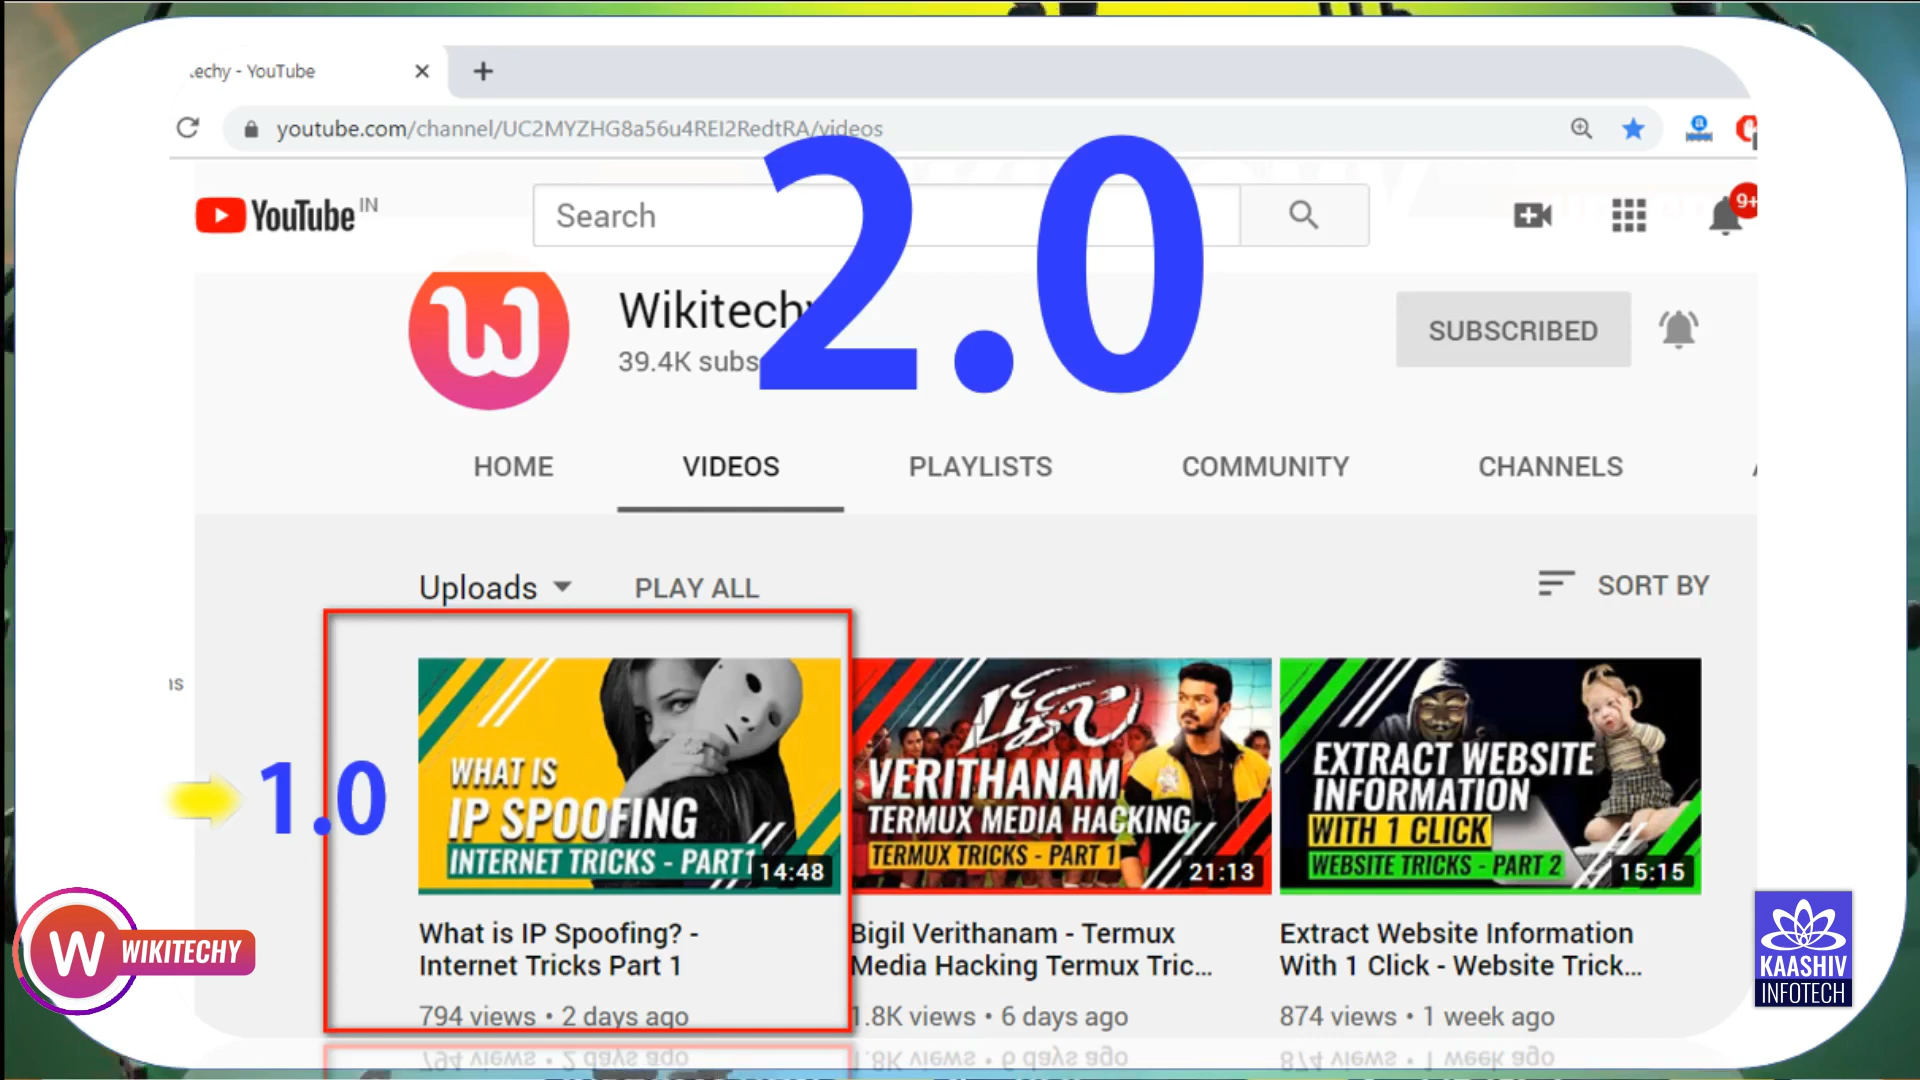 .echy - YouTube
youtube.com/channel/UC2MYZHG8a56u4REI2RedtRA/videos
2.0
YouTube IN
Search
9+
Wikitechy
39.4K subs
SUBSCRIBED
HOME
VIDEOS
PLAYLISTS
COMMUNITY
CHANNELS
Uploads
PLAY ALL
SORT BY
1.0
WHAT IS
IP SPOOFING
INTERNET TRICKS - PART 1
14:48
பிகில்
VERITHANAM
TERMUX MEDIA HACKING
TERMUX TRICKS - PART 1
21:13
EXTRACT WEBSITE
INFORMATION
WITH 1 CLICK
WEBSITE TRICKS - PART 2
15:15
What is IP Spoofing? -
Internet Tricks Part 1
794 views • 2 days ago
Bigil Verithanam - Termux
Media Hacking Termux Tric...
1.8K views • 6 days ago
Extract Website Information
With 1 Click - Website Trick...
874 views • 1 week ago
W WIKITECHY
KAASHIV
INFOTECH